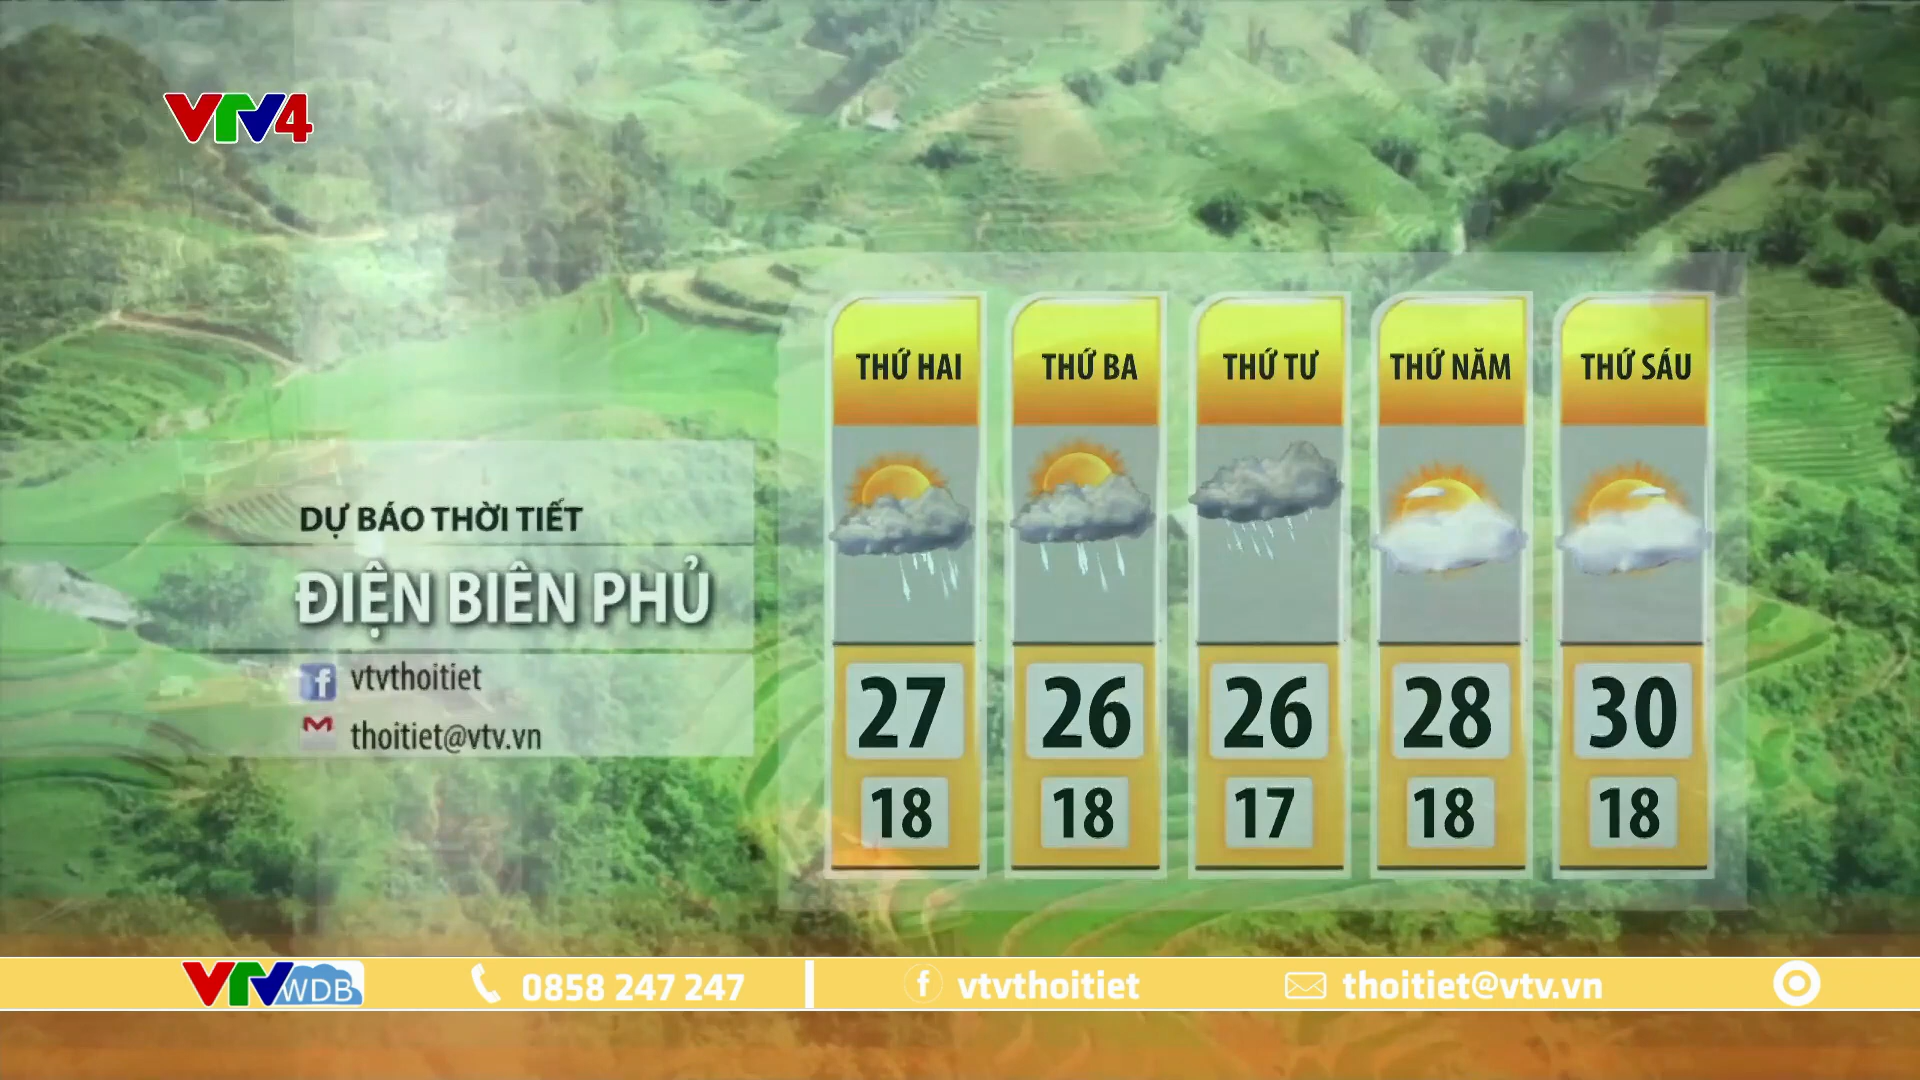 VTV4
DỰ BÁO THỜI TIẾT
ĐIỆN BIÊN PHỦ
vtvthoitiet
thoitiet@vtv.vn
THỨ HAI THỨ BA THỨ TƯ THỨ NĂM THỨ SÁU
27 26 26 28 30
18 18 17 18 18
VTV WDB 0858 247 247 vtvthoitiet thoitiet@vtv.vn